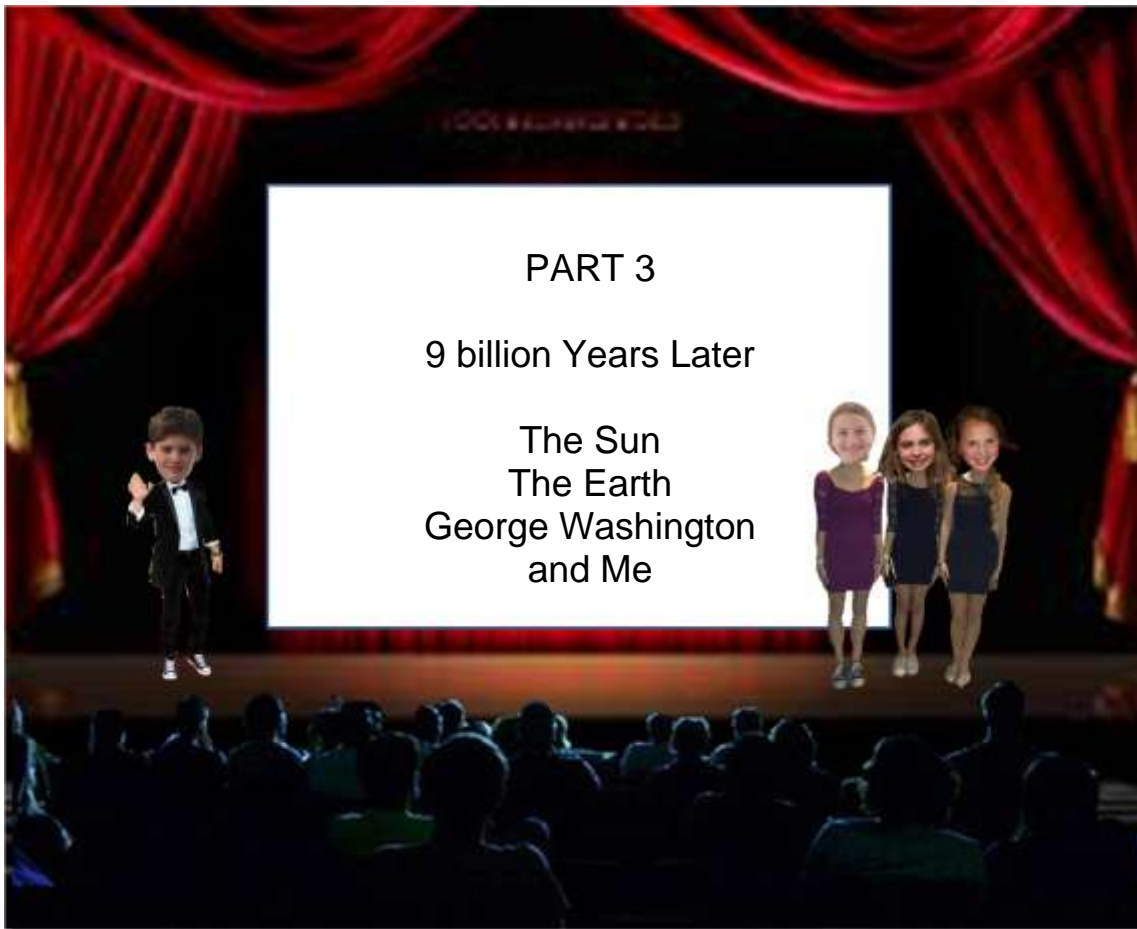 PART 3
9 billion Years Later
The Sun
The Earth
George Washington
and Me